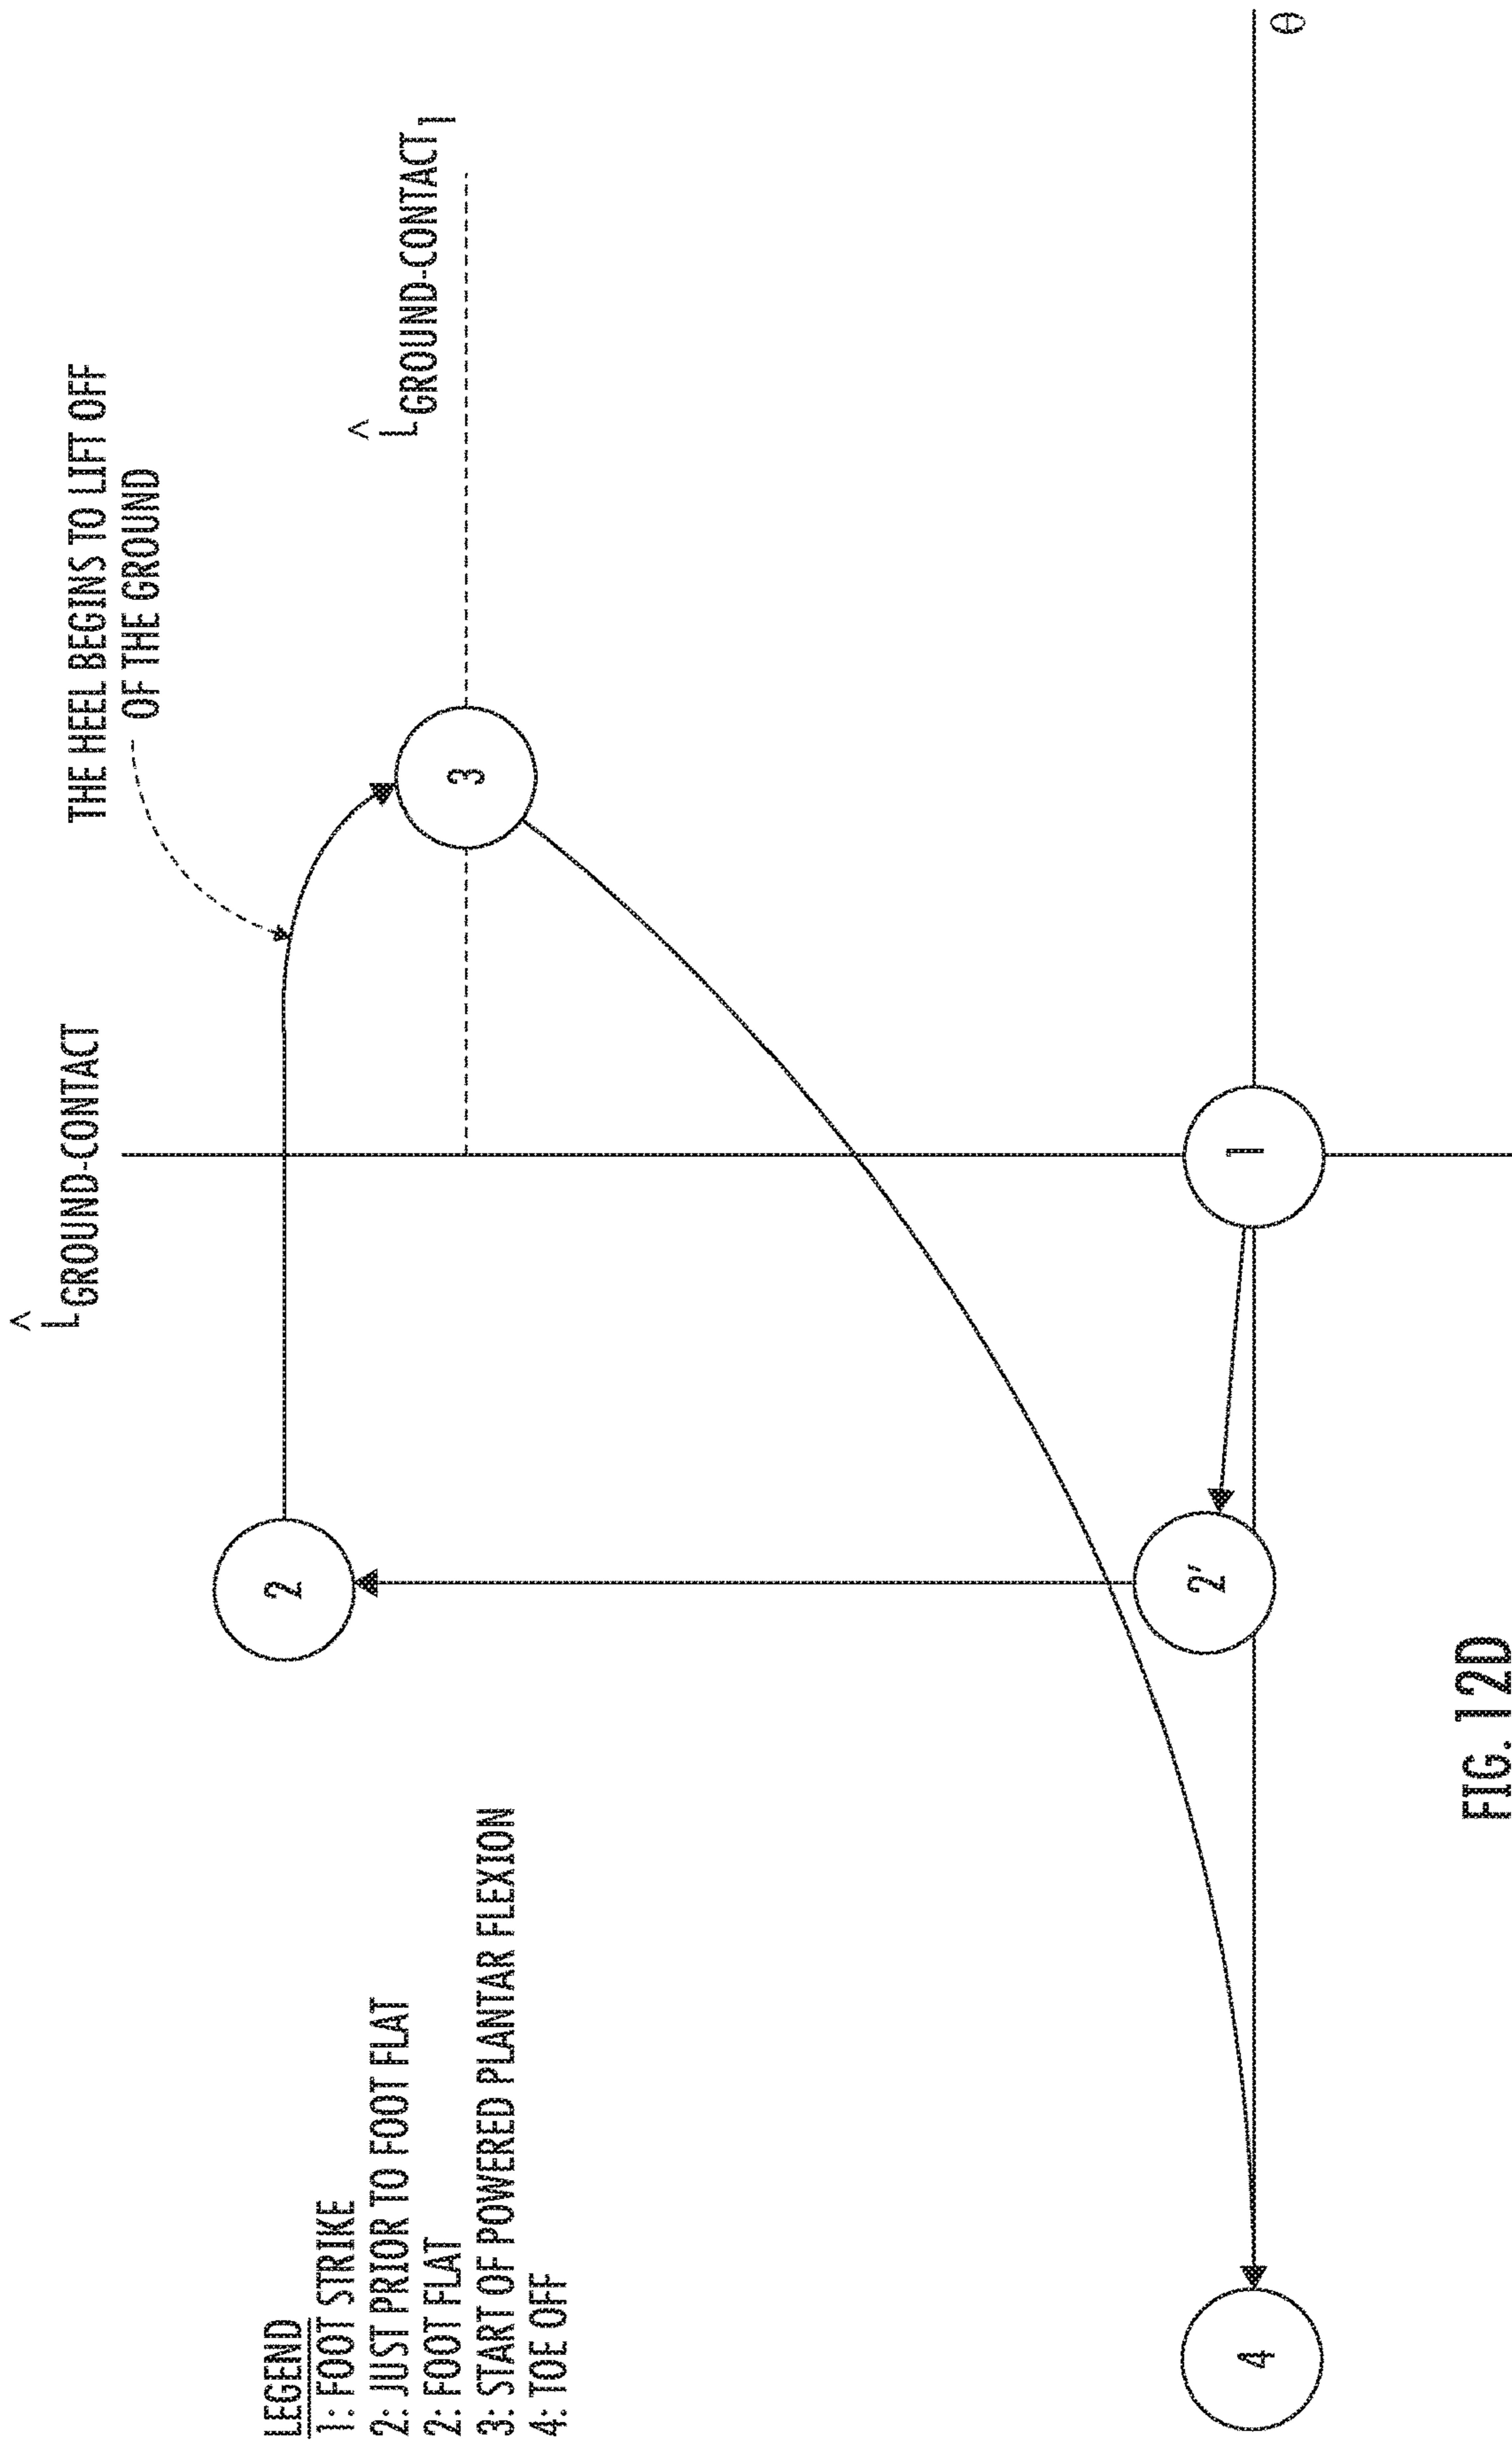 L̂GROUND-CONTACT
THE HEEL BEGINS TO LIFT OFF
OF THE GROUND
L̂GROUND-CONTACT1
LEGEND
1: FOOT STRIKE
2: JUST PRIOR TO FOOT FLAT
2: FOOT FLAT
3: START OF POWERED PLANTAR FLEXION
4: TOE OFF
2
3
2'
1
4
θ
FIG. 12D